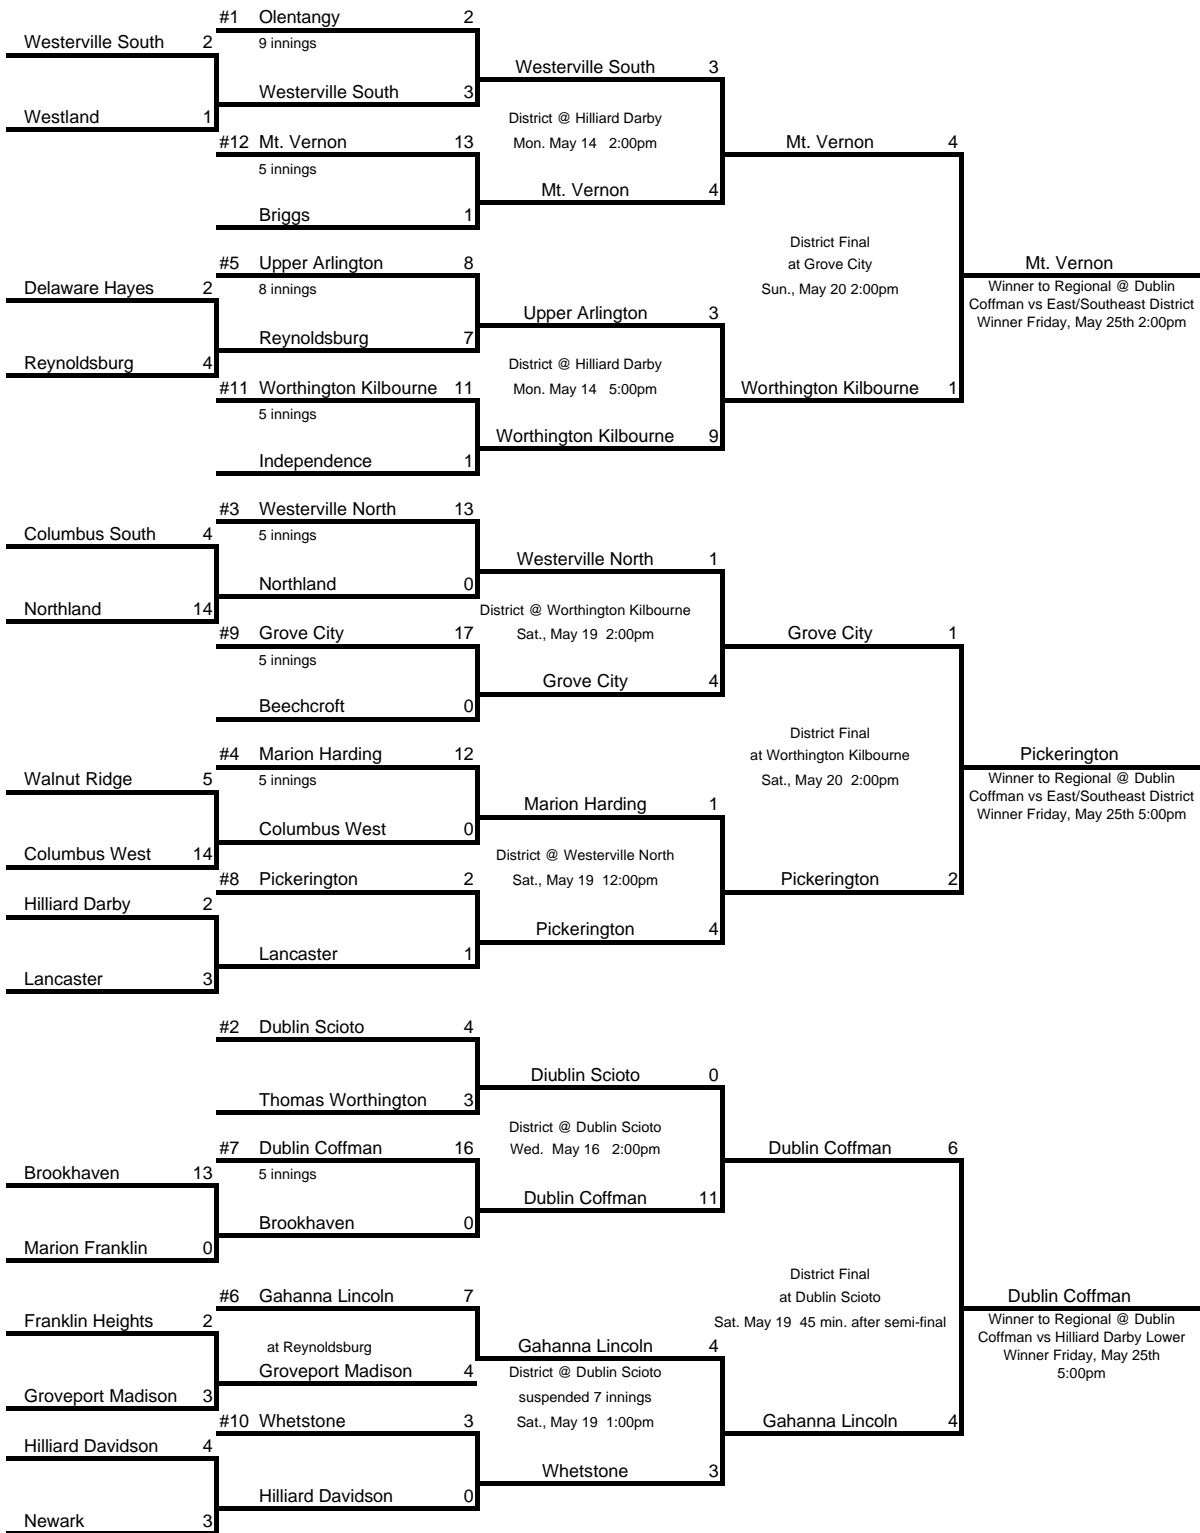 #1 Olentangy 2
Westerville South 2
9 innings
Westerville South 3
Westerville South 3
Westland 1
District @ Hilliard Darby
#12 Mt. Vernon 13
Mon. May 14 2:00pm
Mt. Vernon 4
5 innings
Mt. Vernon 4
Briggs 1
District Final
at Grove City
Sun., May 20 2:00pm
#5 Upper Arlington 8
Mt. Vernon
Winner to Regional @ Dublin
Coffman vs East/Southeast District
Winner Friday, May 25th 2:00pm
Delaware Hayes 2
8 innings
Upper Arlington 3
Reynoldsburg 7
Reynoldsburg 4
District @ Hilliard Darby
Mon. May 14 5:00pm
#11 Worthington Kilbourne 11
Worthington Kilbourne 1
5 innings
Worthington Kilbourne 9
Independence 1
#3 Westerville North 13
Columbus South 4
5 innings
Westerville North 1
Northland 0
Northland 14
District @ Worthington Kilbourne
Sat., May 19 2:00pm
#9 Grove City 17
Grove City 1
5 innings
Grove City 4
Beechcroft 0
District Final
at Worthington Kilbourne
Sat., May 20 2:00pm
#4 Marion Harding 12
Pickerington
Winner to Regional @ Dublin
Coffman vs East/Southeast District
Winner Friday, May 25th 5:00pm
Walnut Ridge 5
5 innings
Marion Harding 1
Columbus West 0
Columbus West 14
District @ Westerville North
Sat., May 19 12:00pm
#8 Pickerington 2
Pickerington 2
Hilliard Darby 2
Pickerington 4
Lancaster 1
Lancaster 3
#2 Dublin Scioto 4
Diublin Scioto 0
Thomas Worthington 3
District @ Dublin Scioto
Wed. May 16 2:00pm
#7 Dublin Coffman 16
Dublin Coffman 6
Brookhaven 13
5 innings
Dublin Coffman 11
Brookhaven 0
Marion Franklin 0
District Final
at Dublin Scioto
Sat. May 19 45 min. after semi-final
#6 Gahanna Lincoln 7
Dublin Coffman
Winner to Regional @ Dublin
Coffman vs Hilliard Darby Lower
Winner Friday, May 25th
5:00pm
Franklin Heights 2
at Reynoldsburg
Gahanna Lincoln 4
Groveport Madison 4
District @ Dublin Scioto
suspended 7 innings
Sat., May 19 1:00pm
Groveport Madison 3
#10 Whetstone 3
Gahanna Lincoln 4
Hilliard Davidson 4
Whetstone 3
Hilliard Davidson 0
Newark 3